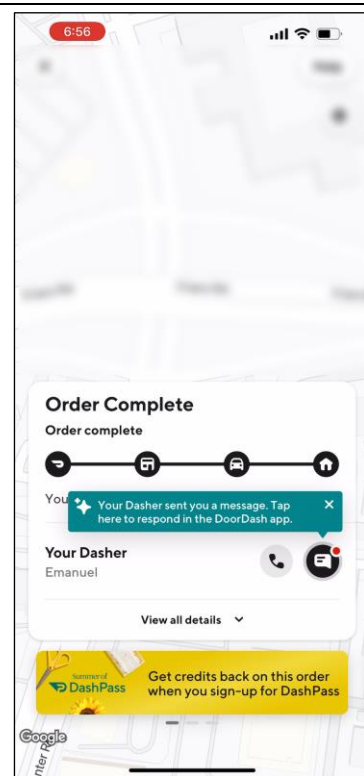 6:56
Order Complete
Order complete
You
Your Dasher sent you a message. Tap
here to respond in the DoorDash app.
Your Dasher
Emanuel
View all details
Summer of
DashPass
Get credits back on this order
when you sign-up for DashPass
Google